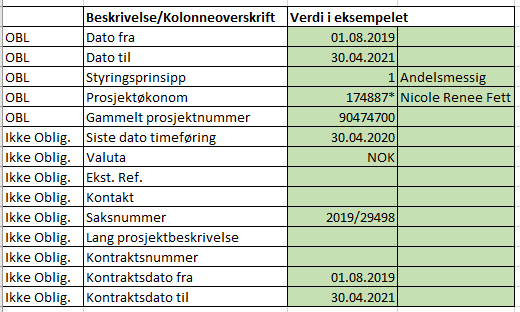 Beskrivelse/Kolonneoverskrift Verdi i eksempelet
OBL Dato fra 01.08.2019
OBL Dato til 30.04.2021
OBL Styringsprinsipp 1 Andelsmessig
OBL Prosjektøkonom 174887* Nicole Renee Fett
OBL Gammelt prosjektnummer 90474700
Ikke Oblig. Siste dato timeføring 30.04.2020
Ikke Oblig. Valuta NOK
Ikke Oblig. Ekst. Ref.
Ikke Oblig. Kontakt
Ikke Oblig. Saksnummer 2019/29498
Ikke Oblig. Lang prosjektbeskrivelse
Ikke Oblig. Kontraktsnummer
Ikke Oblig. Kontraktsdato fra 01.08.2019
Ikke Oblig. Kontraktsdato til 30.04.2021